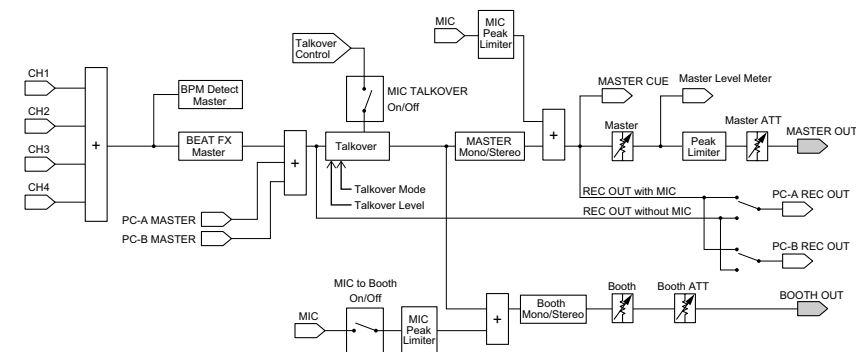 CH1
CH2
CH3
CH4
+
BPM Detect
Master
BEAT FX
Master
PC-A MASTER
PC-B MASTER
+
Talkover
Control
MIC TALKOVER
On/Off
Talkover
Talkover Mode
Talkover Level
MIC
MIC
Peak
Limiter
MASTER
Mono/Stereo
+
MASTER CUE
Master Level Meter
Master
Peak
Limiter
Master ATT
MASTER OUT
REC OUT with MIC
REC OUT without MIC
PC-A REC OUT
PC-B REC OUT
MIC to Booth
On/Off
MIC
MIC
Peak
Limiter
+
Booth
Mono/Stereo
Booth
Booth ATT
BOOTH OUT